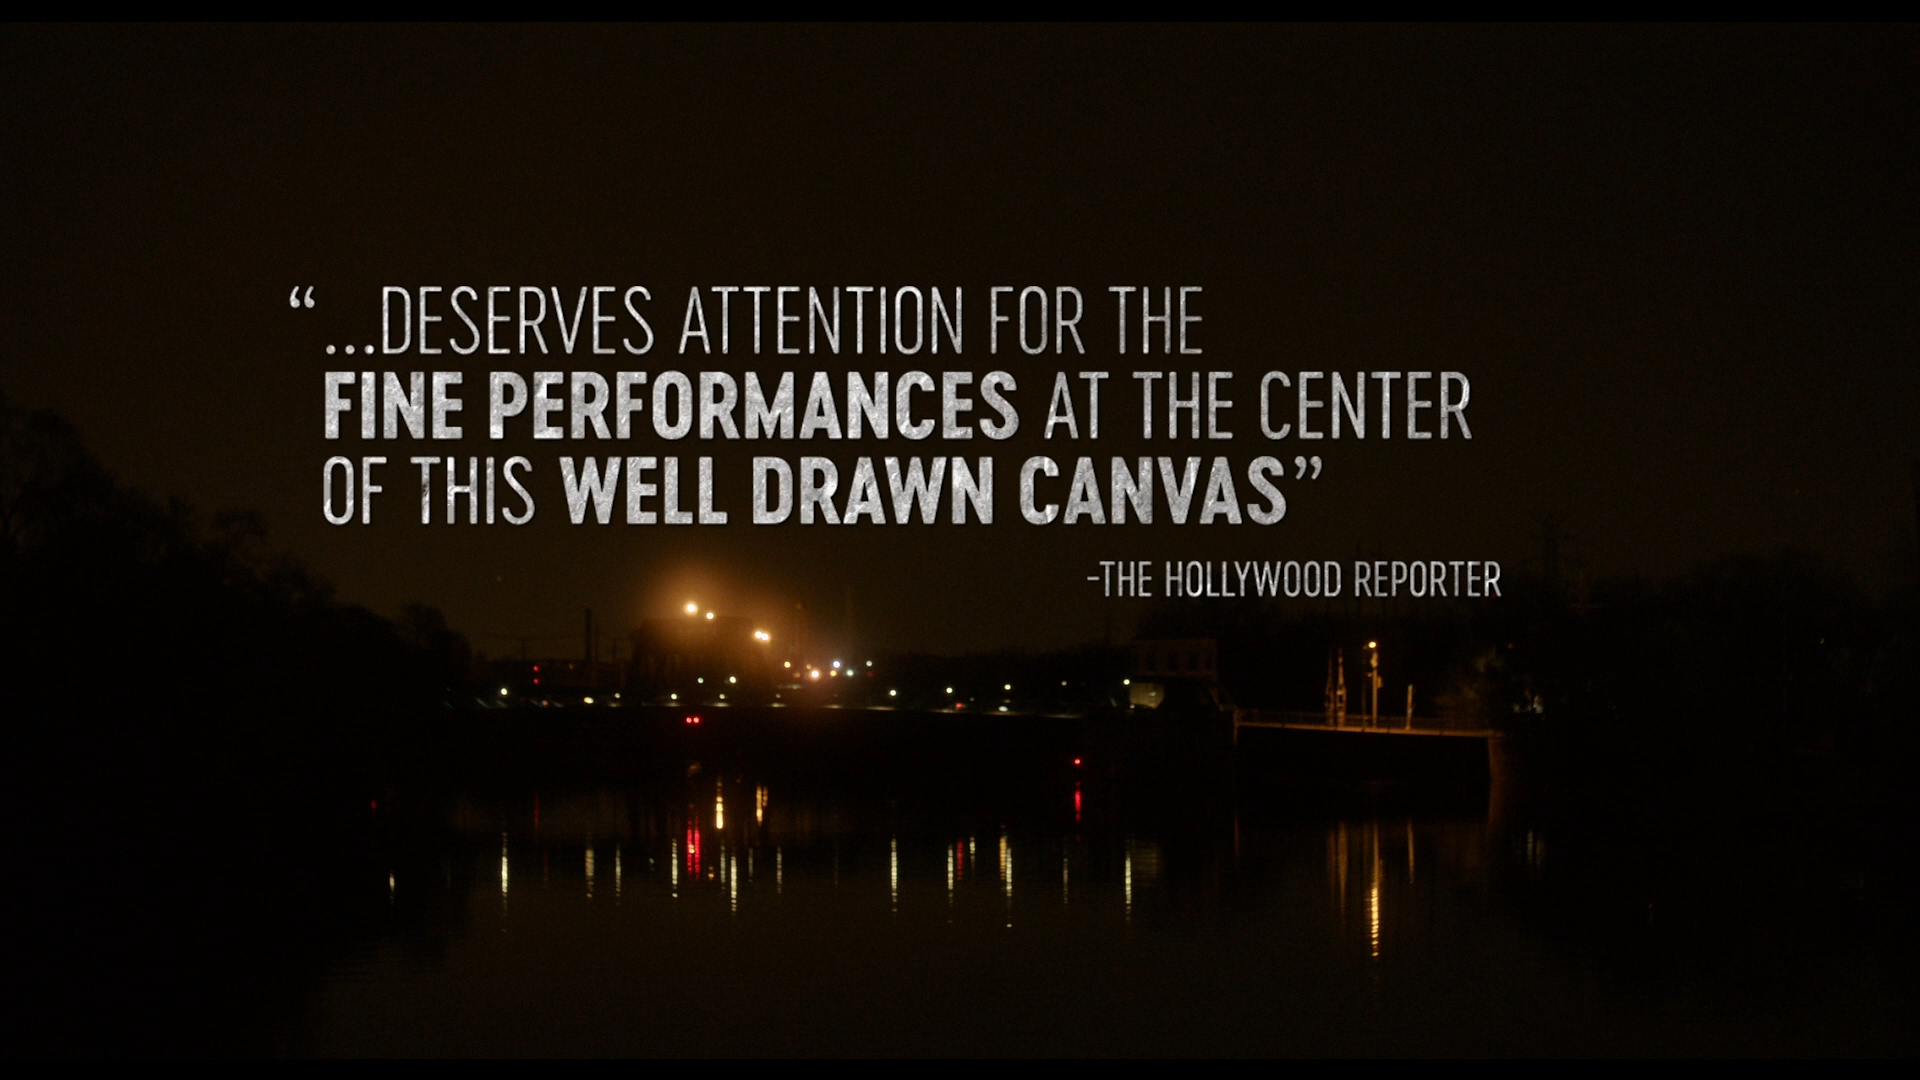 “...DESERVES ATTENTION FOR THE
FINE PERFORMANCES AT THE CENTER
OF THIS WELL DRAWN CANVAS”
-THE HOLLYWOOD REPORTER